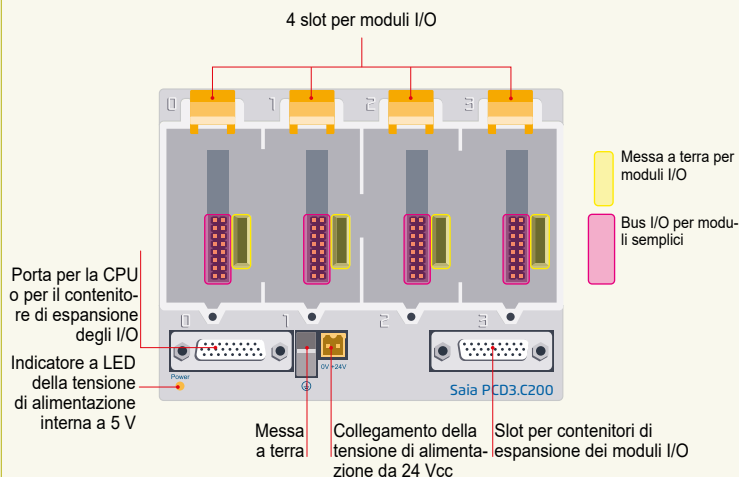 4 slot per moduli I/O
0 1 2 3
Messa a terra per
moduli I/O
Bus I/O per modu-
li semplici
Porta per la CPU
o per il contenito-
re di espansione
degli I/O
0 1 2 3
Indicatore a LED
della tensione
di alimentazione
interna a 5 V
Power
0V +24V
Saia PCD3.C200
Messa
a terra
Collegamento della
tensione di alimenta-
zione da 24 Vcc
Slot per contenitori di
espansione dei moduli I/O